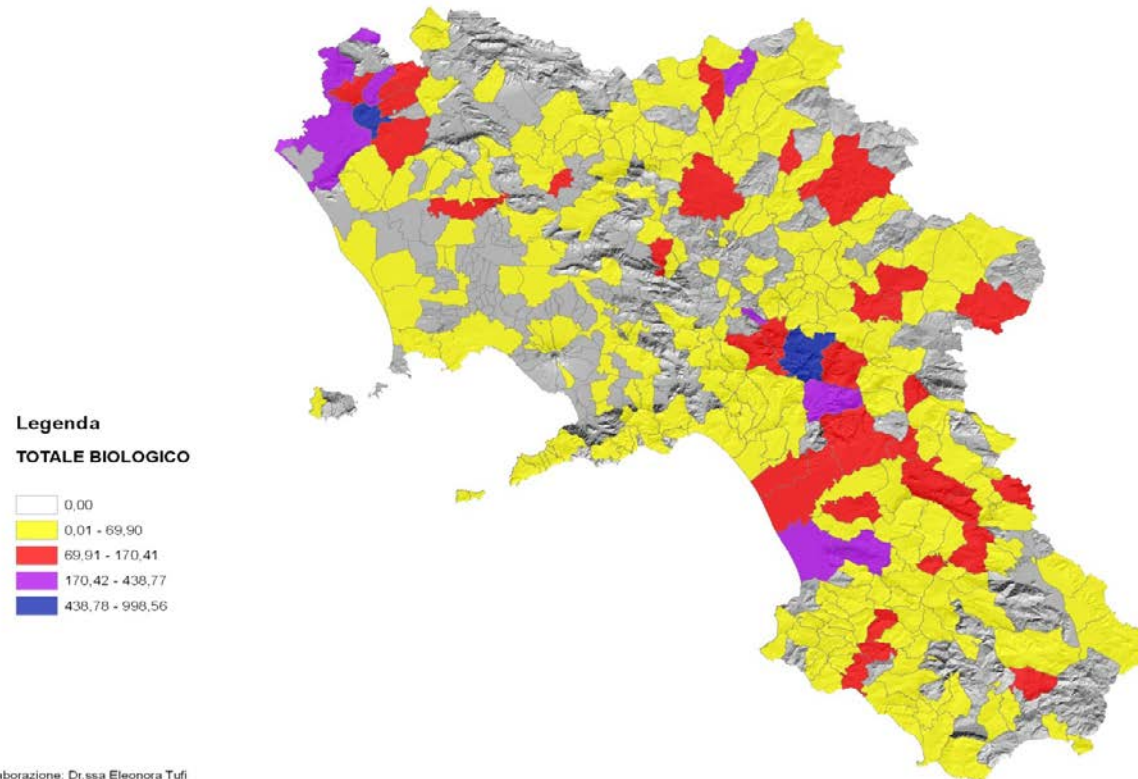 Legenda
TOTALE BIOLOGICO
0,00
0,01 - 69,90
69,91 - 170,41
170,42 - 438,77
438,78 - 998,56
aborazione: Dr.ssa Eleonora Tufi